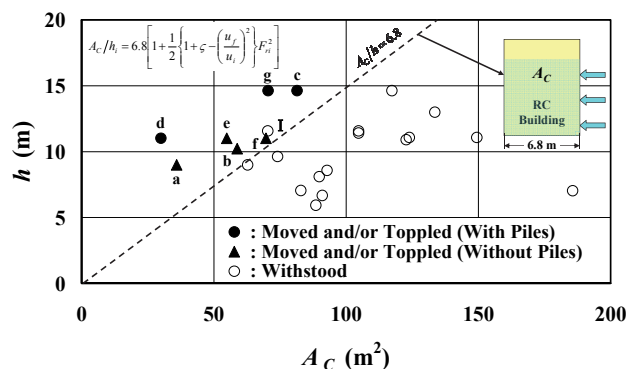 A_C/h_i = 6.8[1 + 1/2{1 + ς − (u_f/u_i)²}F_ri²]
A_C/h = 6.8
A_C
RC
Building
6.8 m
20
15
10
5
0
h (m)
g
c
d
e
I
f
b
a
● : Moved and/or Toppled (With Piles)
▲ : Moved and/or Toppled (Without Piles)
○ : Withstood
0
50
100
150
200
A_C (m²)